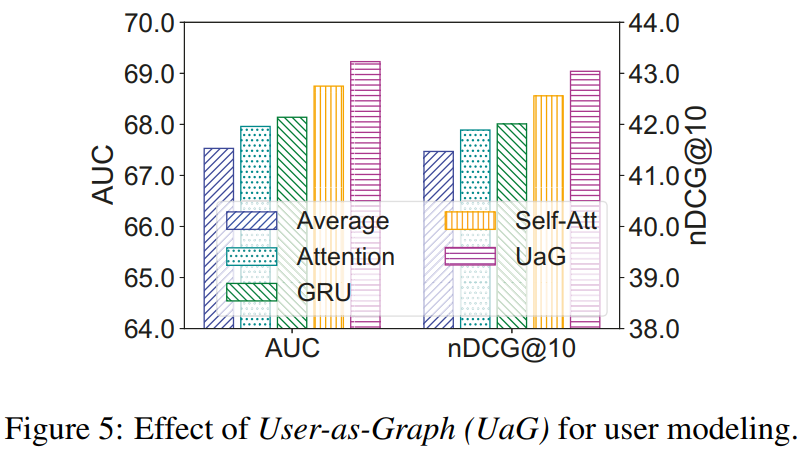 70.0
69.0
68.0
67.0
66.0
65.0
64.0
AUC
44.0
43.0
42.0
41.0
40.0
39.0
38.0
nDCG@10
Average
Attention
GRU
Self-Att
UaG
AUC nDCG@10
Figure 5: Effect of User-as-Graph (UaG) for user modeling.